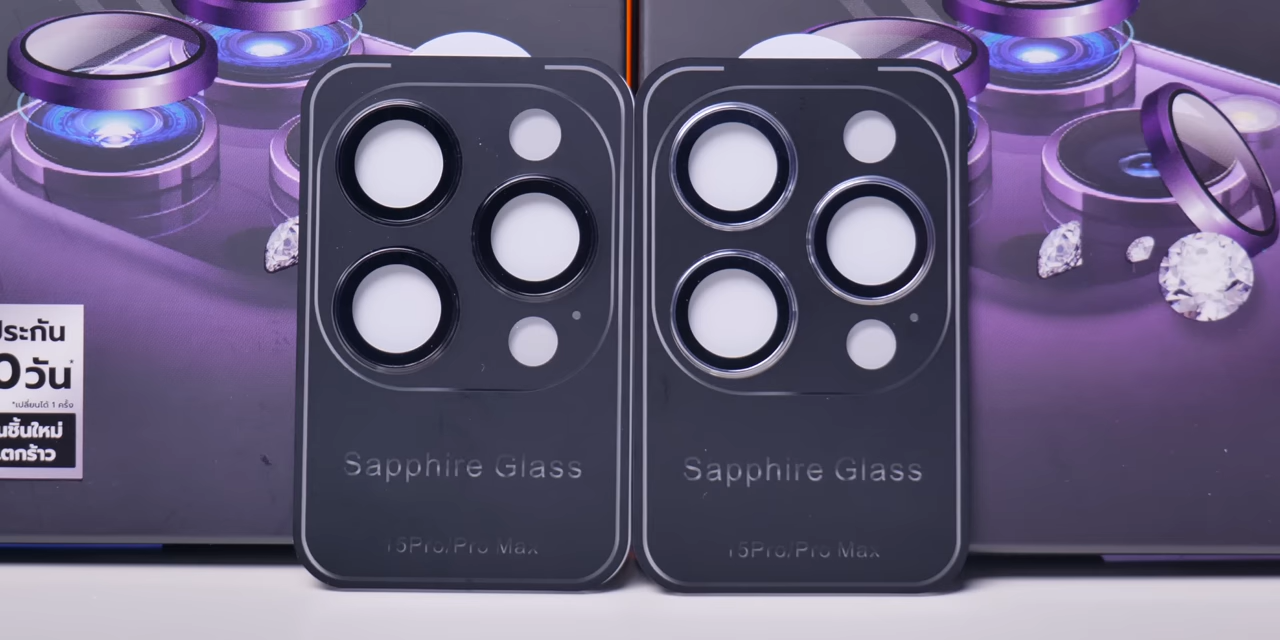 ประกัน
0วัน*
*เปลี่ยนได้ 1 ครั้ง
นชิ้นใหม่
แตกร้าว
Sapphire Glass
15Pro/Pro Max
Sapphire Glass
15Pro/Pro Max